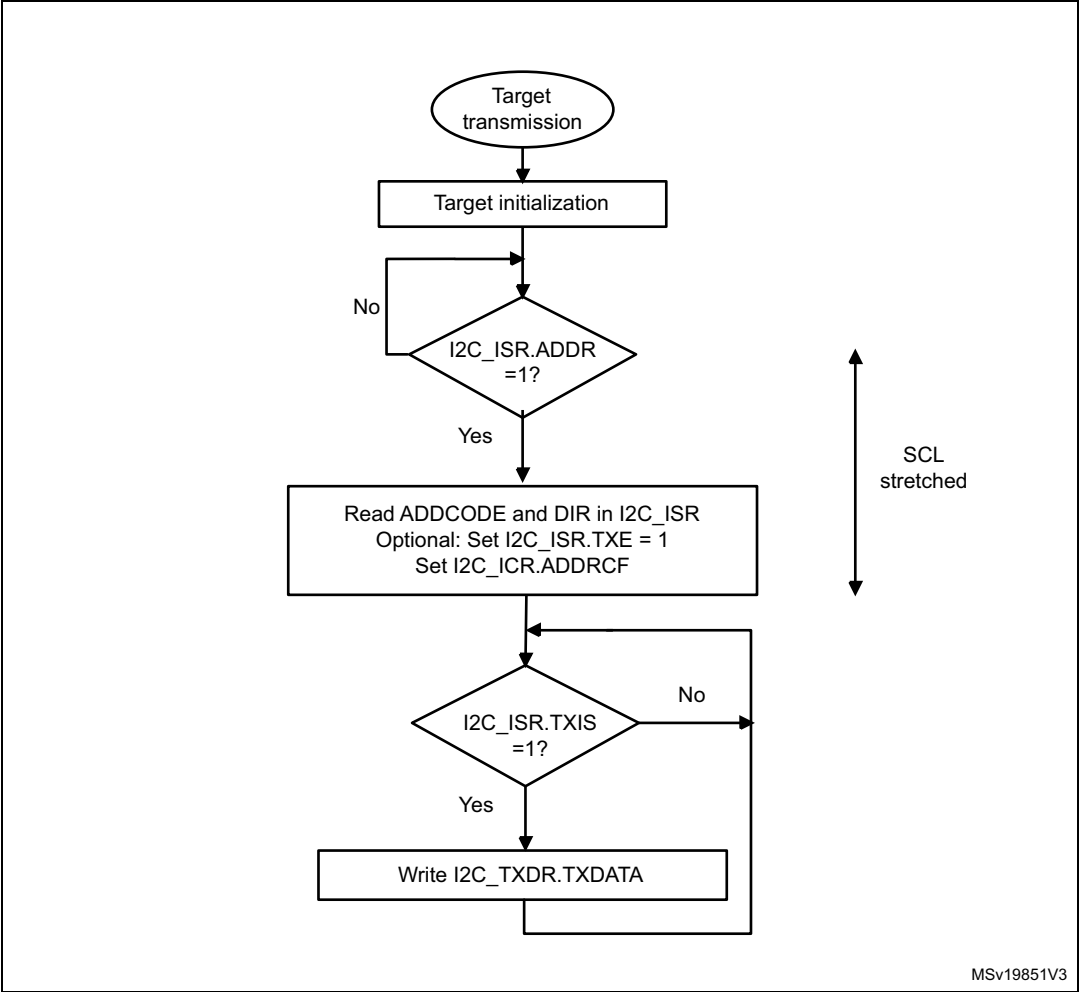 Target
transmission
Target initialization
No
I2C_ISR.ADDR
=1?
Yes
SCL
stretched
Read ADDCODE and DIR in I2C_ISR
Optional: Set I2C_ISR.TXE = 1
Set I2C_ICR.ADDRCF
No
I2C_ISR.TXIS
=1?
Yes
Write I2C_TXDR.TXDATA
MSv19851V3